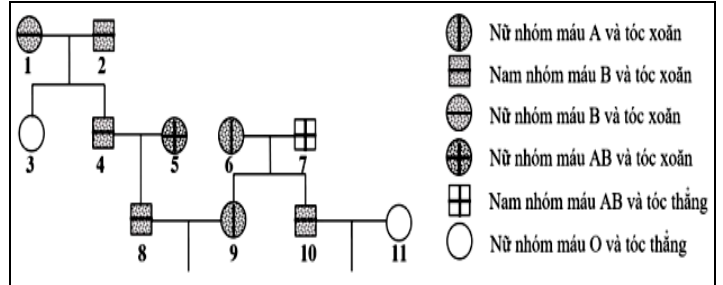 1
2
3
4
5
6
7
8
9
10
11
Nữ nhóm máu A và tóc xoăn
Nam nhóm máu B và tóc xoăn
Nữ nhóm máu B và tóc xoăn
Nữ nhóm máu AB và tóc xoăn
Nam nhóm máu AB và tóc thẳng
Nữ nhóm máu O và tóc thẳng